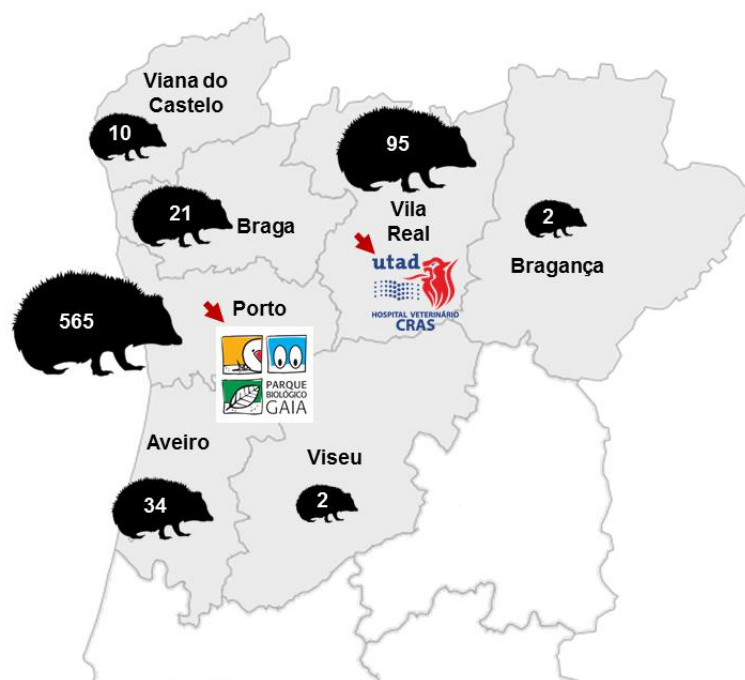 Viana do
Castelo
10
95
21
Braga
Vila
Real
2
Bragança
utad
HOSPITAL VETERINÁRIO
CRAS
565
Porto
PARQUE
BIOLÓGICO
GAIA
Aveiro
34
Viseu
2